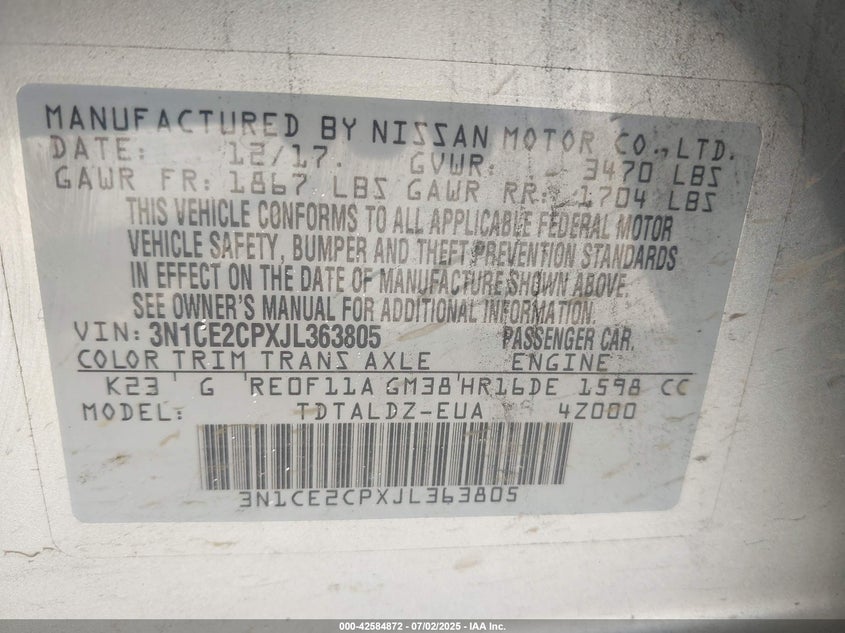 MANUFACTURED BY NISSAN MOTOR CO., LTD.
DATE: 12/17. GVWR: 3470 LBS
GAWR FR: 1867 LBS GAWR RR: 1704 LBS
THIS VEHICLE CONFORMS TO ALL APPLICABLE FEDERAL MOTOR
VEHICLE SAFETY, BUMPER AND THEFT PREVENTION STANDARDS
IN EFFECT ON THE DATE OF MANUFACTURE SHOWN ABOVE.
SEE OWNER'S MANUAL FOR ADDITIONAL INFORMATION.
VIN: 3N1CE2CPXJL363805 PASSENGER CAR.
COLOR TRIM TRANS AXLE ENGINE
K23 G RE0F11A GM38 HR16DE 1598 CC
MODEL: TDTALDZ-EUA 4Z000
3N1CE2CPXJL363805
000-42584872 | 07/02/2025 - IAA Inc.